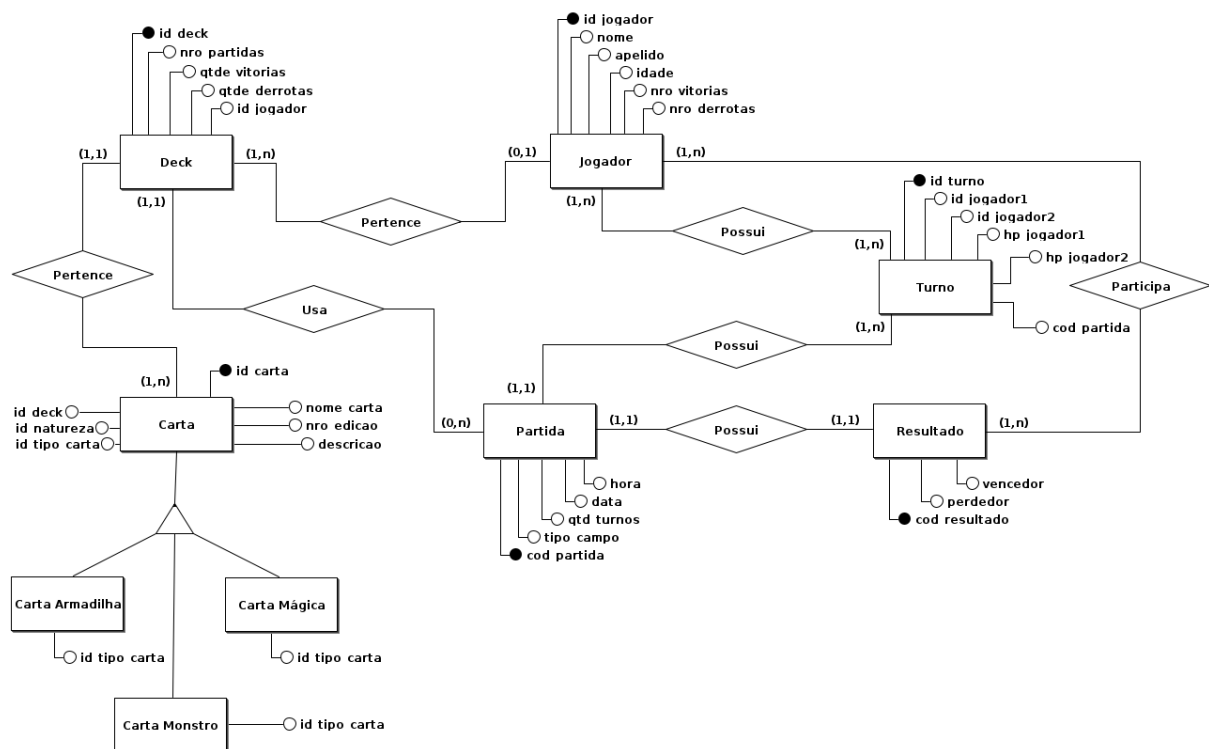 id deck
nro partidas
qtde vitorias
qtde derrotas
id jogador
(1,1)
Deck
(1,n)
(1,1)
Pertence
(0,1)
id jogador
nome
apelido
idade
nro vitorias
nro derrotas
Jogador
(1,n)
(1,n)
Possui
(1,n)
id turno
id jogador1
id jogador2
hp jogador1
hp jogador2
Turno
cod partida
(1,n)
Participa
Pertence
Usa
Possui
(1,n)
id carta
id deck
id natureza
id tipo carta
Carta
nome carta
nro edicao
descricao
(0,n)
(1,1)
Partida
(1,1)
Possui
(1,1)
Resultado
(1,n)
hora
data
qtd turnos
tipo campo
cod partida
vencedor
perdedor
cod resultado
Carta Armadilha
id tipo carta
Carta Mágica
id tipo carta
Carta Monstro
id tipo carta